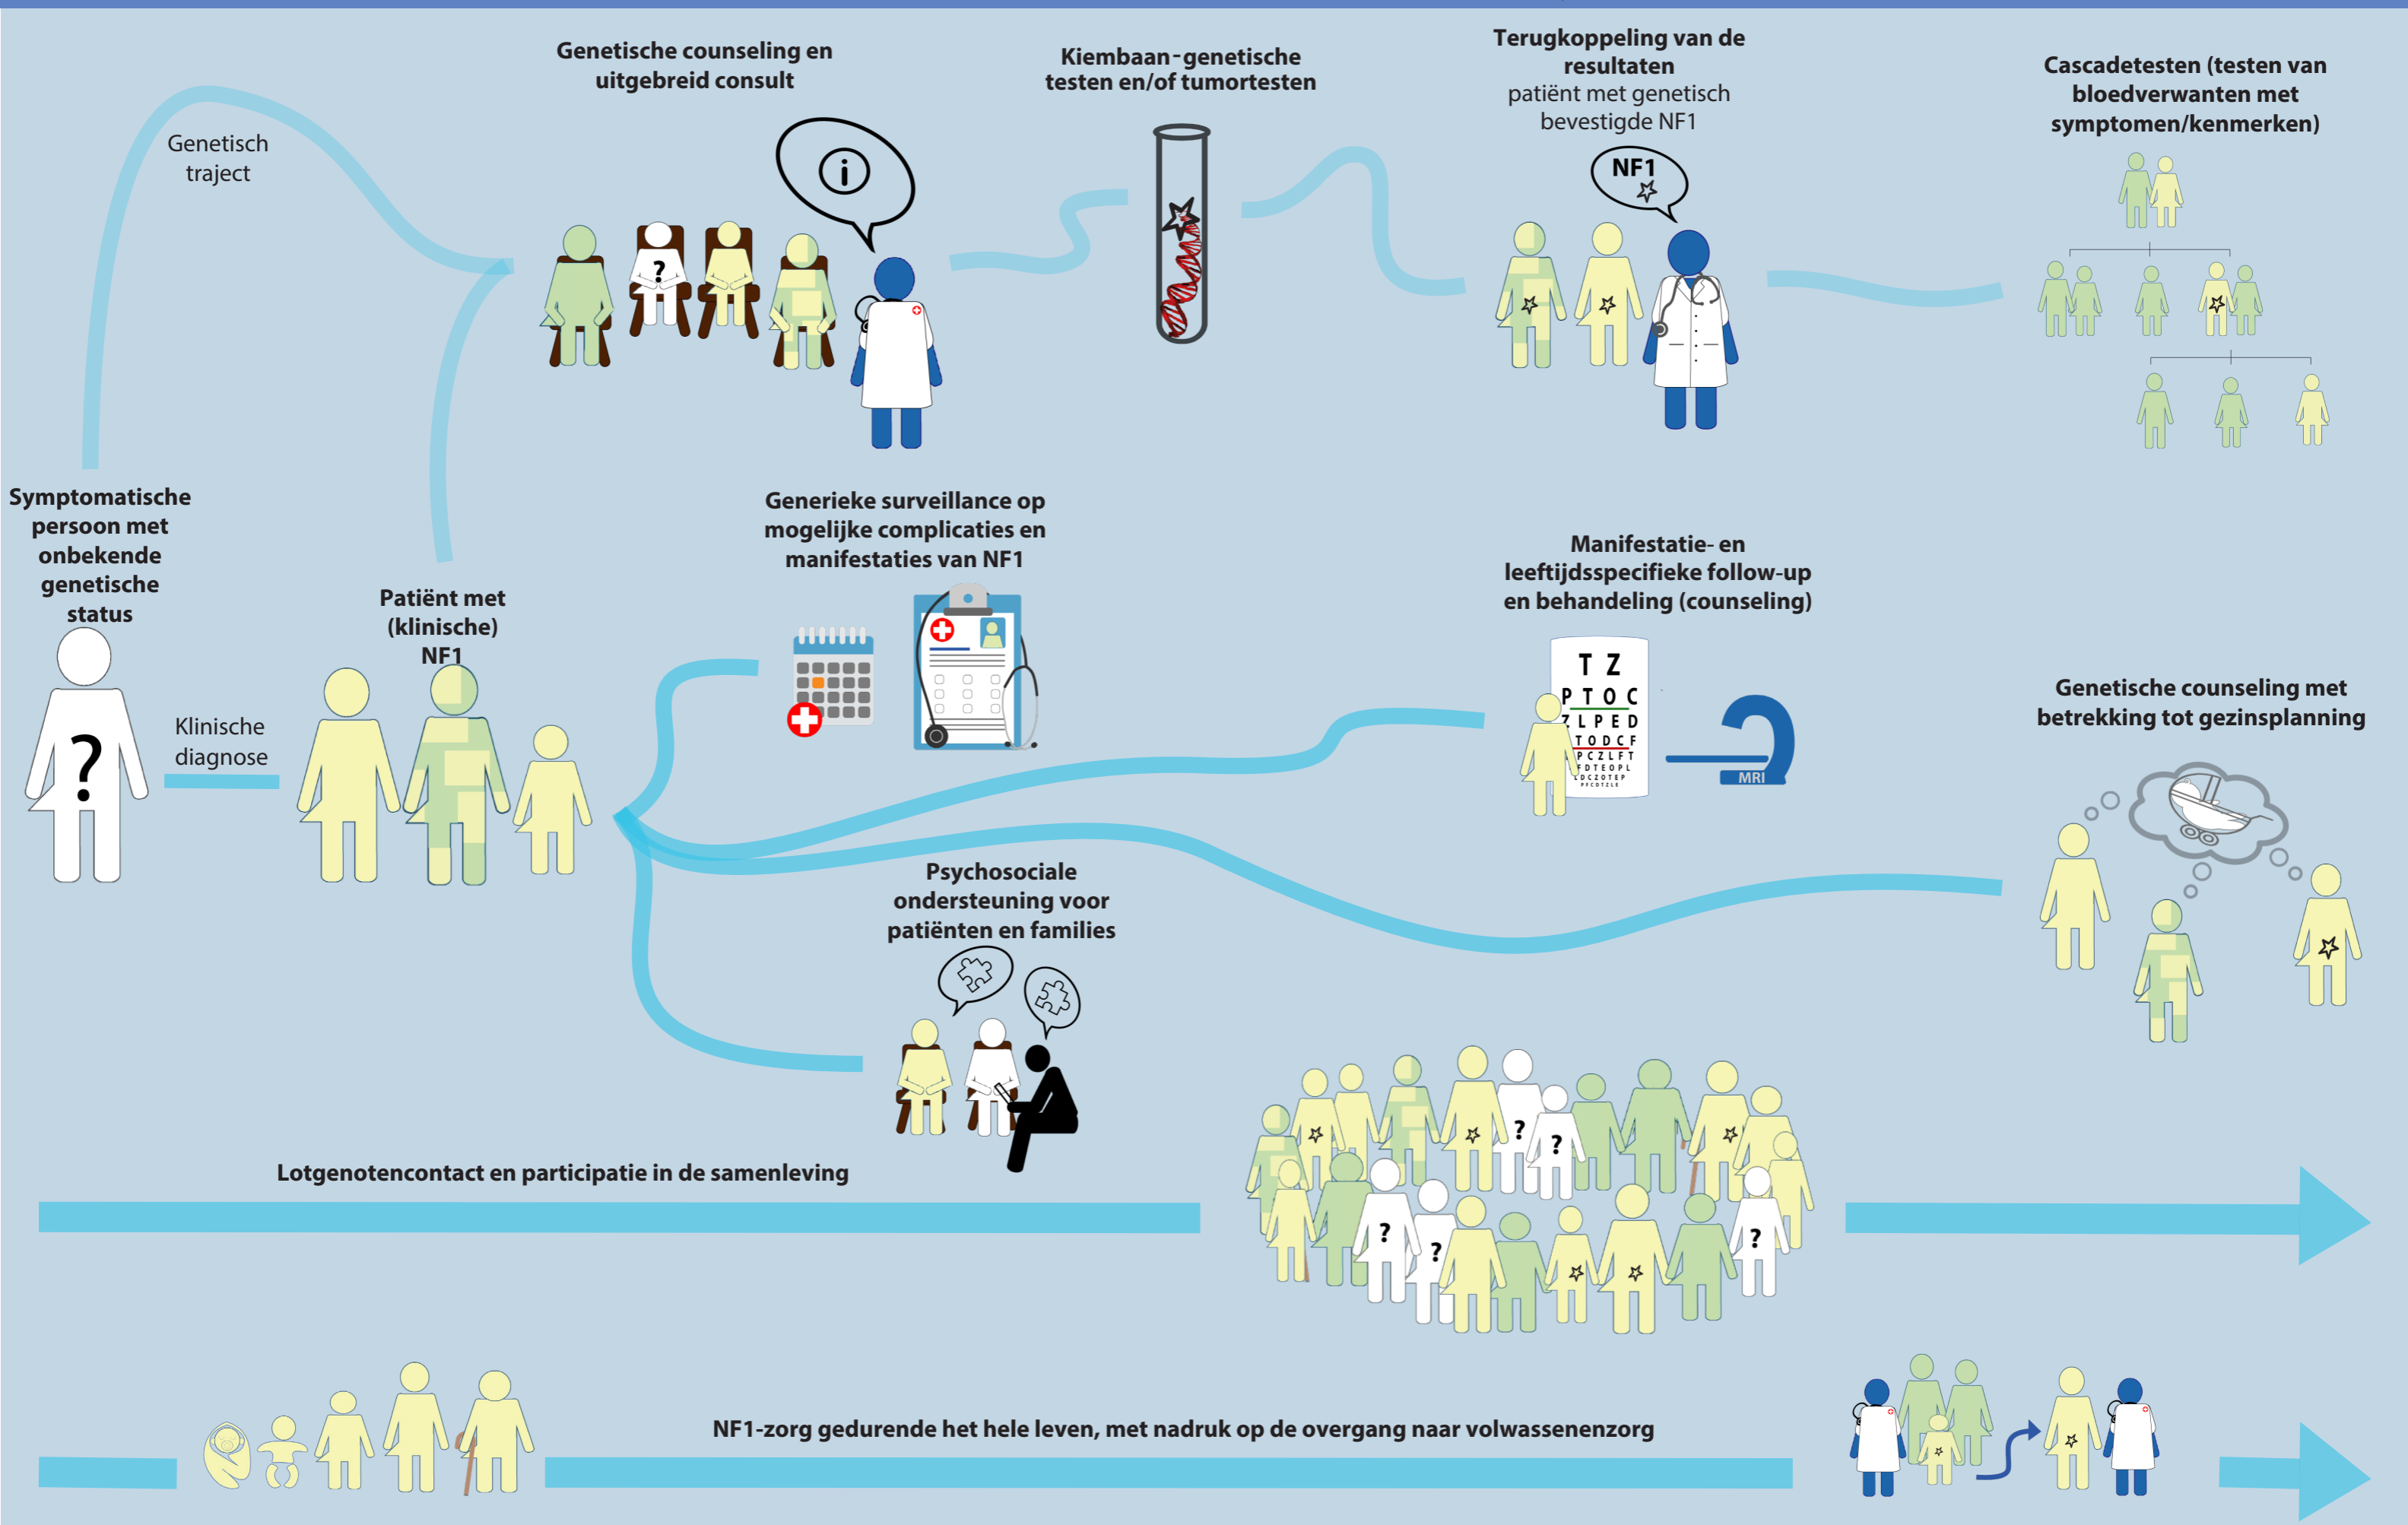 Genetische counseling en
uitgebreid consult
Kiembaan-genetische
testen en/of tumortesten
Terugkoppeling van de
resultaten
patiënt met genetisch
bevestigde NF1
Cascadetesten (testen van
bloedverwanten met
symptomen/kenmerken)
Genetisch
traject
i
NF1
?
Symptomatische
persoon met
onbekende
genetische
status
Patiënt met
(klinische)
NF1
Generieke surveillance op
mogelijke complicaties en
manifestaties van NF1
Manifestatie- en
leeftijdsspecifieke follow-up
en behandeling (counseling)
Genetische counseling met
betrekking tot gezinsplanning
?
Klinische
diagnose
T Z
P T O C
Z L P E D
T O D C F
P C Z L F T
F D T E O P L
L D C Z O T E P
P F C O T Z L E
MRI
Psychosociale
ondersteuning voor
patiënten en families
?
?
?
?
?
Lotgenotencontact en participatie in de samenleving
NF1-zorg gedurende het hele leven, met nadruk op de overgang naar volwassenenzorg